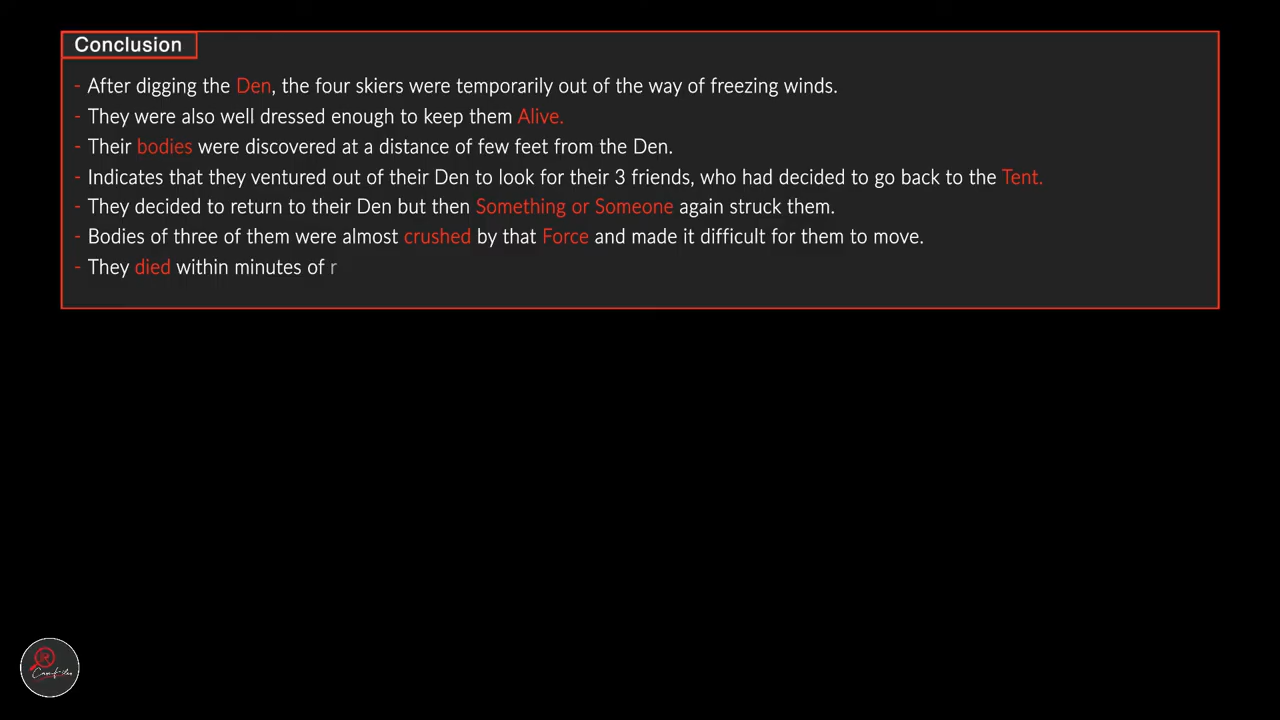 Conclusion
- After digging the Den, the four skiers were temporarily out of the way of freezing winds.
- They were also well dressed enough to keep them Alive.
- Their bodies were discovered at a distance of few feet from the Den.
- Indicates that they ventured out of their Den to look for their 3 friends, who had decided to go back to the Tent.
- They decided to return to their Den but then Something or Someone again struck them.
- Bodies of three of them were almost crushed by that Force and made it difficult for them to move.
- They died within minutes of r